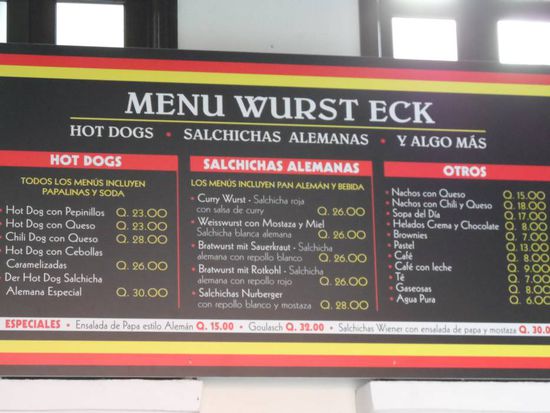 MENU WURST ECK
HOT DOGS • SALCHICHAS ALEMANAS • Y ALGO MÁS
HOT DOGS
TODOS LOS MENÚS INCLUYEN
PAPALINAS Y SODA
• Hot Dog con Pepinillos Q. 23.00
• Hot Dog con Queso Q. 23.00
• Chili Dog con Queso Q. 28.00
• Hot Dog con Cebollas
Caramelizadas Q. 26.00
• Der Hot Dog Salchicha
Alemana Especial Q. 30.00
SALCHICHAS ALEMANAS
LOS MENÚS INCLUYEN PAN ALEMÁN Y BEBIDA
• Curry Wurst - Salchicha roja
con salsa de curry Q. 26.00
• Weisswurst con Mostaza y Miel
Salchicha blanca alemana Q. 26.00
• Bratwurst mit Sauerkraut - Salchicha
alemana con repollo blanco Q. 26.00
• Bratwurst mit Rotkohl - Salchicha
alemana con repollo rojo Q. 26.00
• Salchichas Nurberger
con repollo blanco y mostaza Q. 28.00
OTROS
• Nachos con Queso Q. 15.00
• Nachos con Chili y Queso Q. 18.00
• Sopa del Día Q. 17.00
• Helados Crema y Chocolate Q. 8.00
• Brownies Q. 7.00
• Pastel Q. 13.00
• Café Q. 8.00
• Café con leche Q. 9.00
• Té Q. 7.00
• Gaseosas Q. 8.00
• Agua Pura Q. 6.00
ESPECIALES • Ensalada de Papa estilo Alemán Q. 15.00 • Goulasch Q. 32.00 • Salchichas Wiener con ensalada de papa y mostaza Q. 30.0